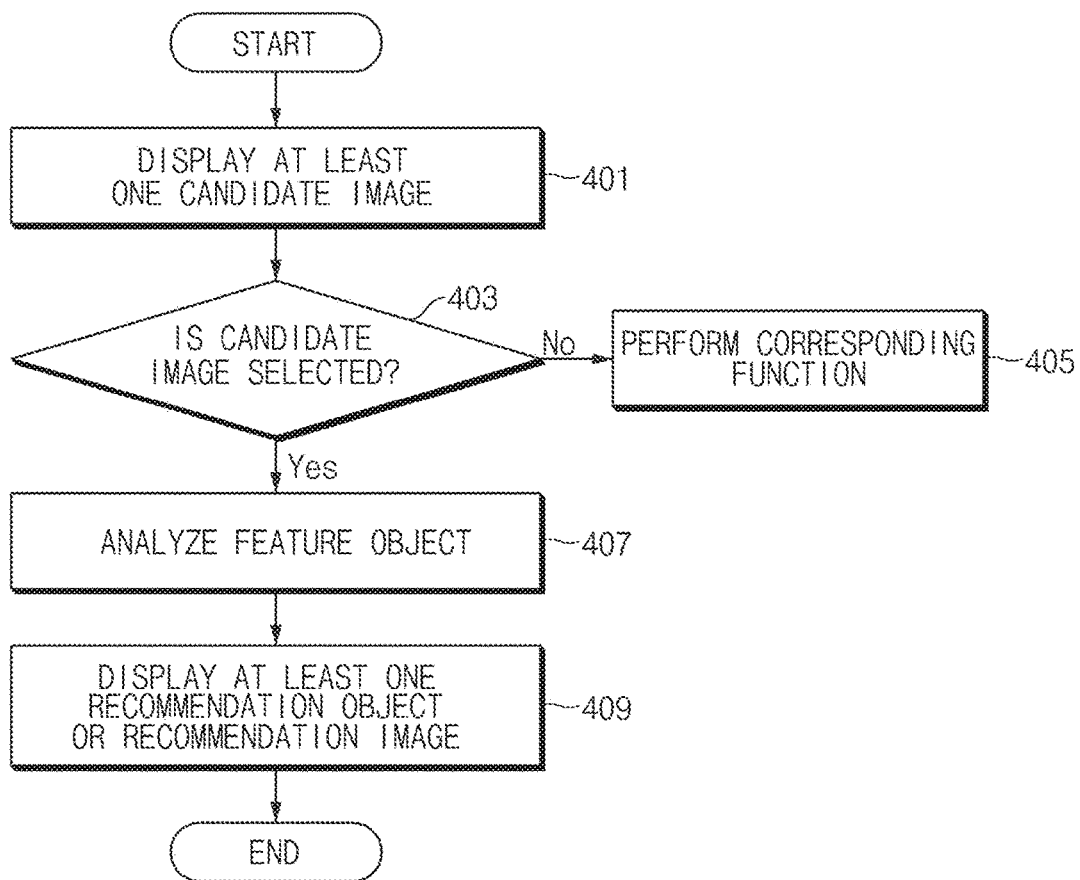 START
DISPLAY AT LEAST
ONE CANDIDATE IMAGE
401
403
IS CANDIDATE
IMAGE SELECTED?
No
PERFORM CORRESPONDING
FUNCTION
405
Yes
ANALYZE FEATURE OBJECT
407
DISPLAY AT LEAST ONE
RECOMMENDATION OBJECT
OR RECOMMENDATION IMAGE
409
END